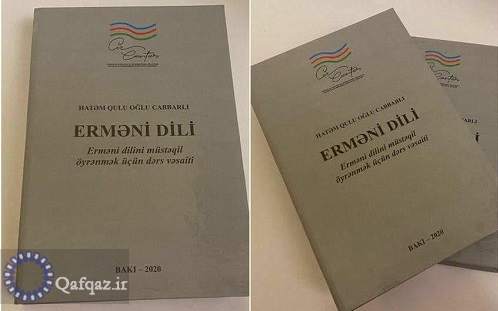 HATƏM QULU OĞLU CABBARLI
ERMƏNİ DİLİ
Erməni dilini müstəqil
öyrənmək üçün dərs vəsaiti
BAKI – 2020
HATƏM QULU OĞLU CABBARLI
ERMƏNİ DİLİ
Erməni dilini müstəqil
öyrənmək üçün dərs vəsaiti
BAKI – 2020
Qafqaz.ir